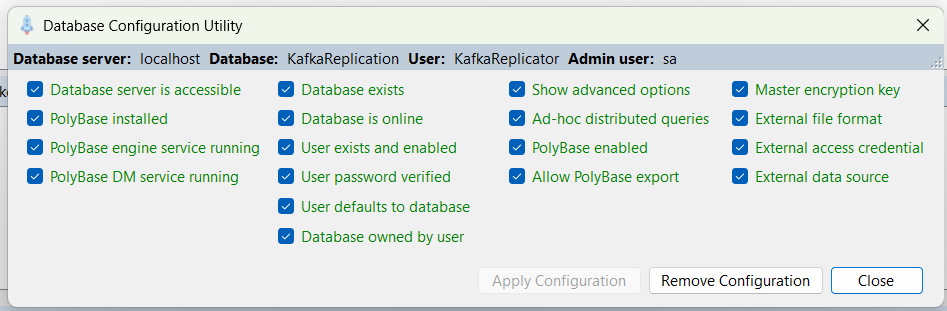 Database Configuration Utility
Database server: localhost Database: KafkaReplication User: KafkaReplicator Admin user: sa
Database server is accessible
PolyBase installed
PolyBase engine service running
PolyBase DM service running
Database exists
Database is online
User exists and enabled
User password verified
User defaults to database
Database owned by user
Show advanced options
Ad-hoc distributed queries
PolyBase enabled
Allow PolyBase export
Master encryption key
External file format
External access credential
External data source
Apply Configuration
Remove Configuration
Close